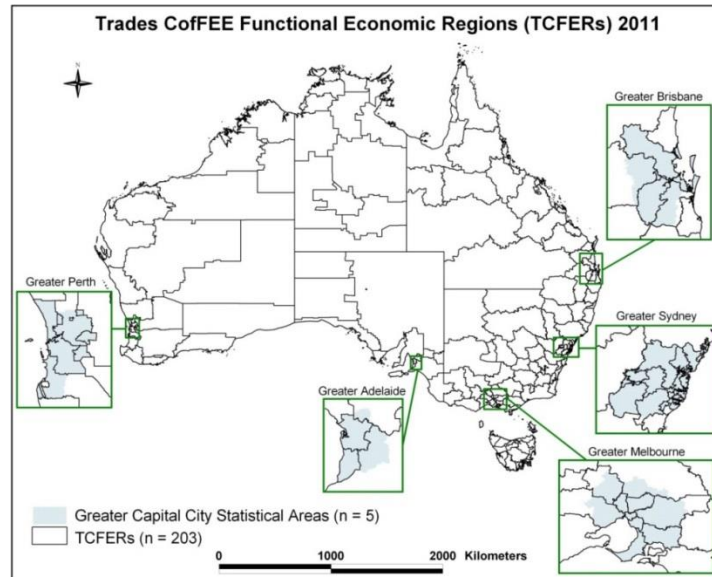 Trades CofFEE Functional Economic Regions (TCFERs) 2011
Greater Brisbane
Greater Perth
Greater Sydney
Greater Adelaide
Greater Melbourne
Greater Capital City Statistical Areas (n = 5)
TCFERs (n = 203)
0 1000 2000 Kilometers